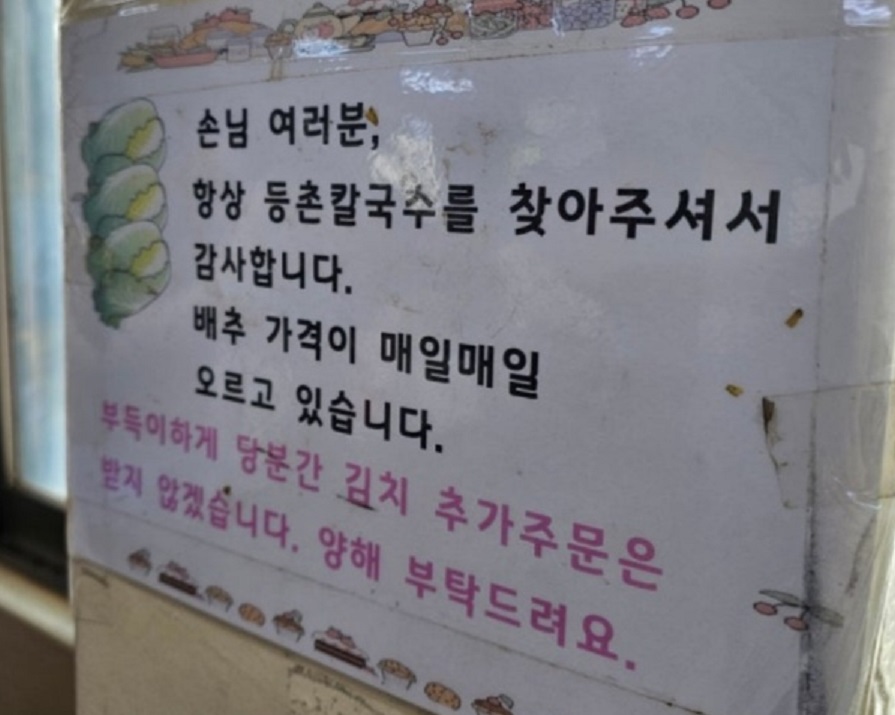 손님 여러분,
항상 등촌칼국수를 찾아주셔서
감사합니다.
배추 가격이 매일매일
오르고 있습니다.
부득이하게 당분간 김치 추가주문은
받지 않겠습니다. 양해 부탁드려요.